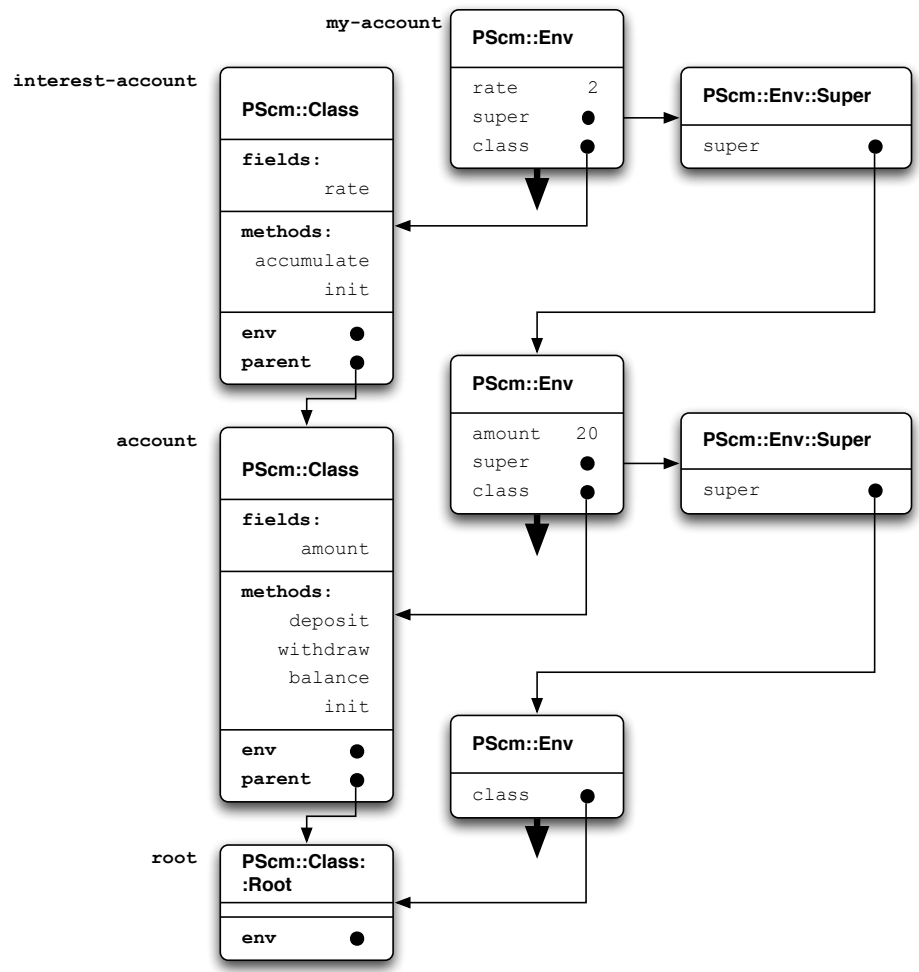 my-account
PScm::Env
rate 2
super
class
PScm::Env::Super
super
interest-account
PScm::Class
fields:
rate
methods:
accumulate
init
env
parent
PScm::Env
amount 20
super
class
PScm::Env::Super
super
account
PScm::Class
fields:
amount
methods:
deposit
withdraw
balance
init
env
parent
PScm::Env
class
root
PScm::Class:
:Root
env